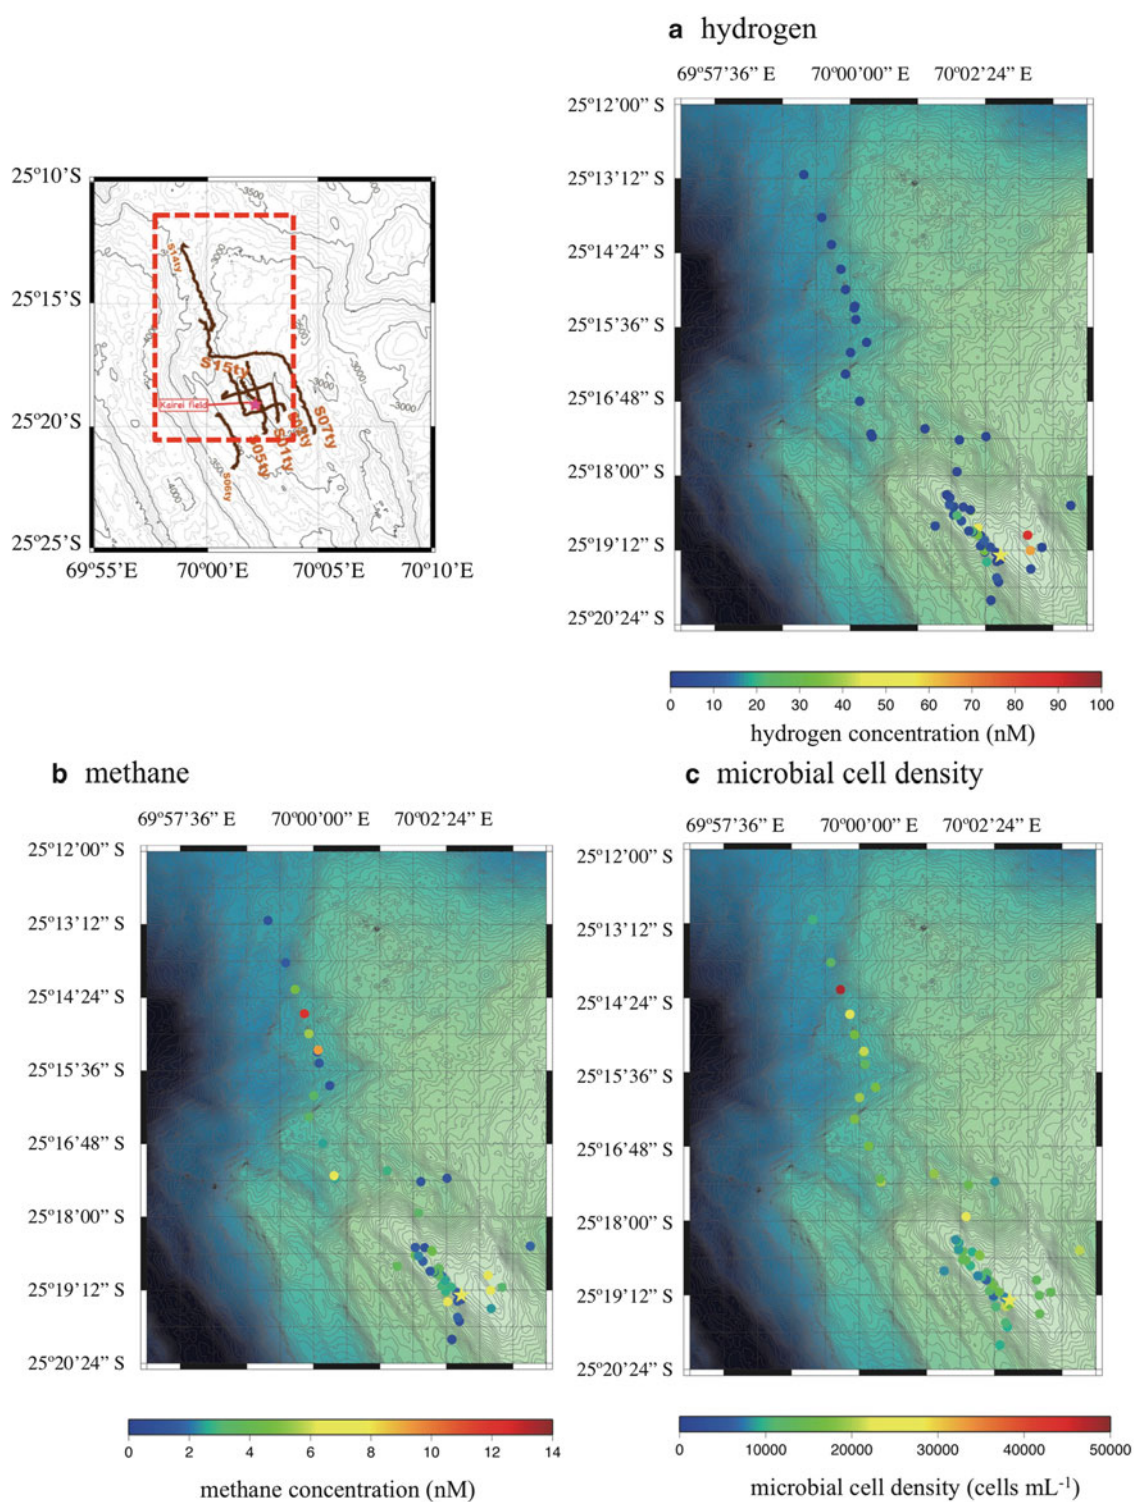 a hydrogen
69°57'36” E 70°00'00” E 70°02'24” E
25°12'00” S
25°13'12” S
25°14'24” S
25°15'36” S
25°16'48” S
25°18'00” S
25°19'12” S
25°20'24” S
0 10 20 30 40 50 60 70 80 90 100
hydrogen concentration (nM)
25°10'S
25°15'S
25°20'S
25°25'S
69°55'E 70°00'E 70°05'E 70°10'E
S14ty
S15ty
Kairei field
S07ty
S01ty
S05ty
S06ty
-3500
-3000
-3000
-3000
-4000
b methane
69°57'36” E 70°00'00” E 70°02'24” E
25°12'00” S
25°13'12” S
25°14'24” S
25°15'36” S
25°16'48” S
25°18'00” S
25°19'12” S
25°20'24” S
0 2 4 6 8 10 12 14
methane concentration (nM)
c microbial cell density
69°57'36” E 70°00'00” E 70°02'24” E
25°12'00” S
25°13'12” S
25°14'24” S
25°15'36” S
25°16'48” S
25°18'00” S
25°19'12” S
25°20'24” S
0 10000 20000 30000 40000 50000
microbial cell density (cells mL⁻¹)